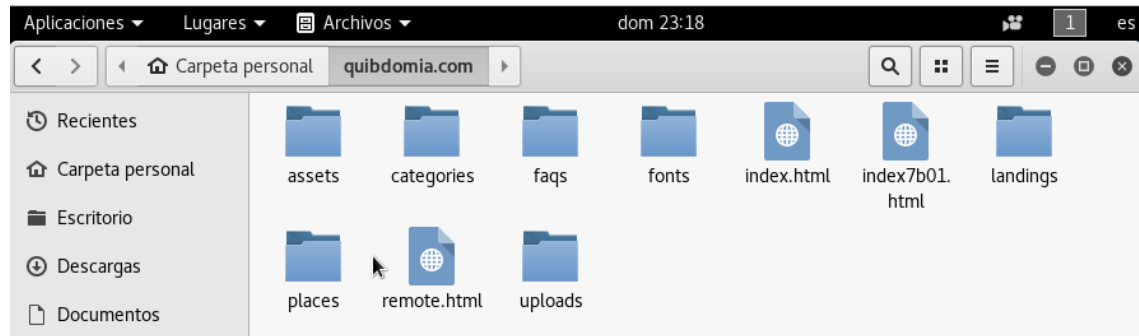 Aplicaciones Lugares Archivos dom 23:18 1 es
Carpeta personal quibdomia.com
Recientes
Carpeta personal
Escritorio
Descargas
Documentos
assets categories faqs fonts index.html index7b01. landings
html
places remote.html uploads